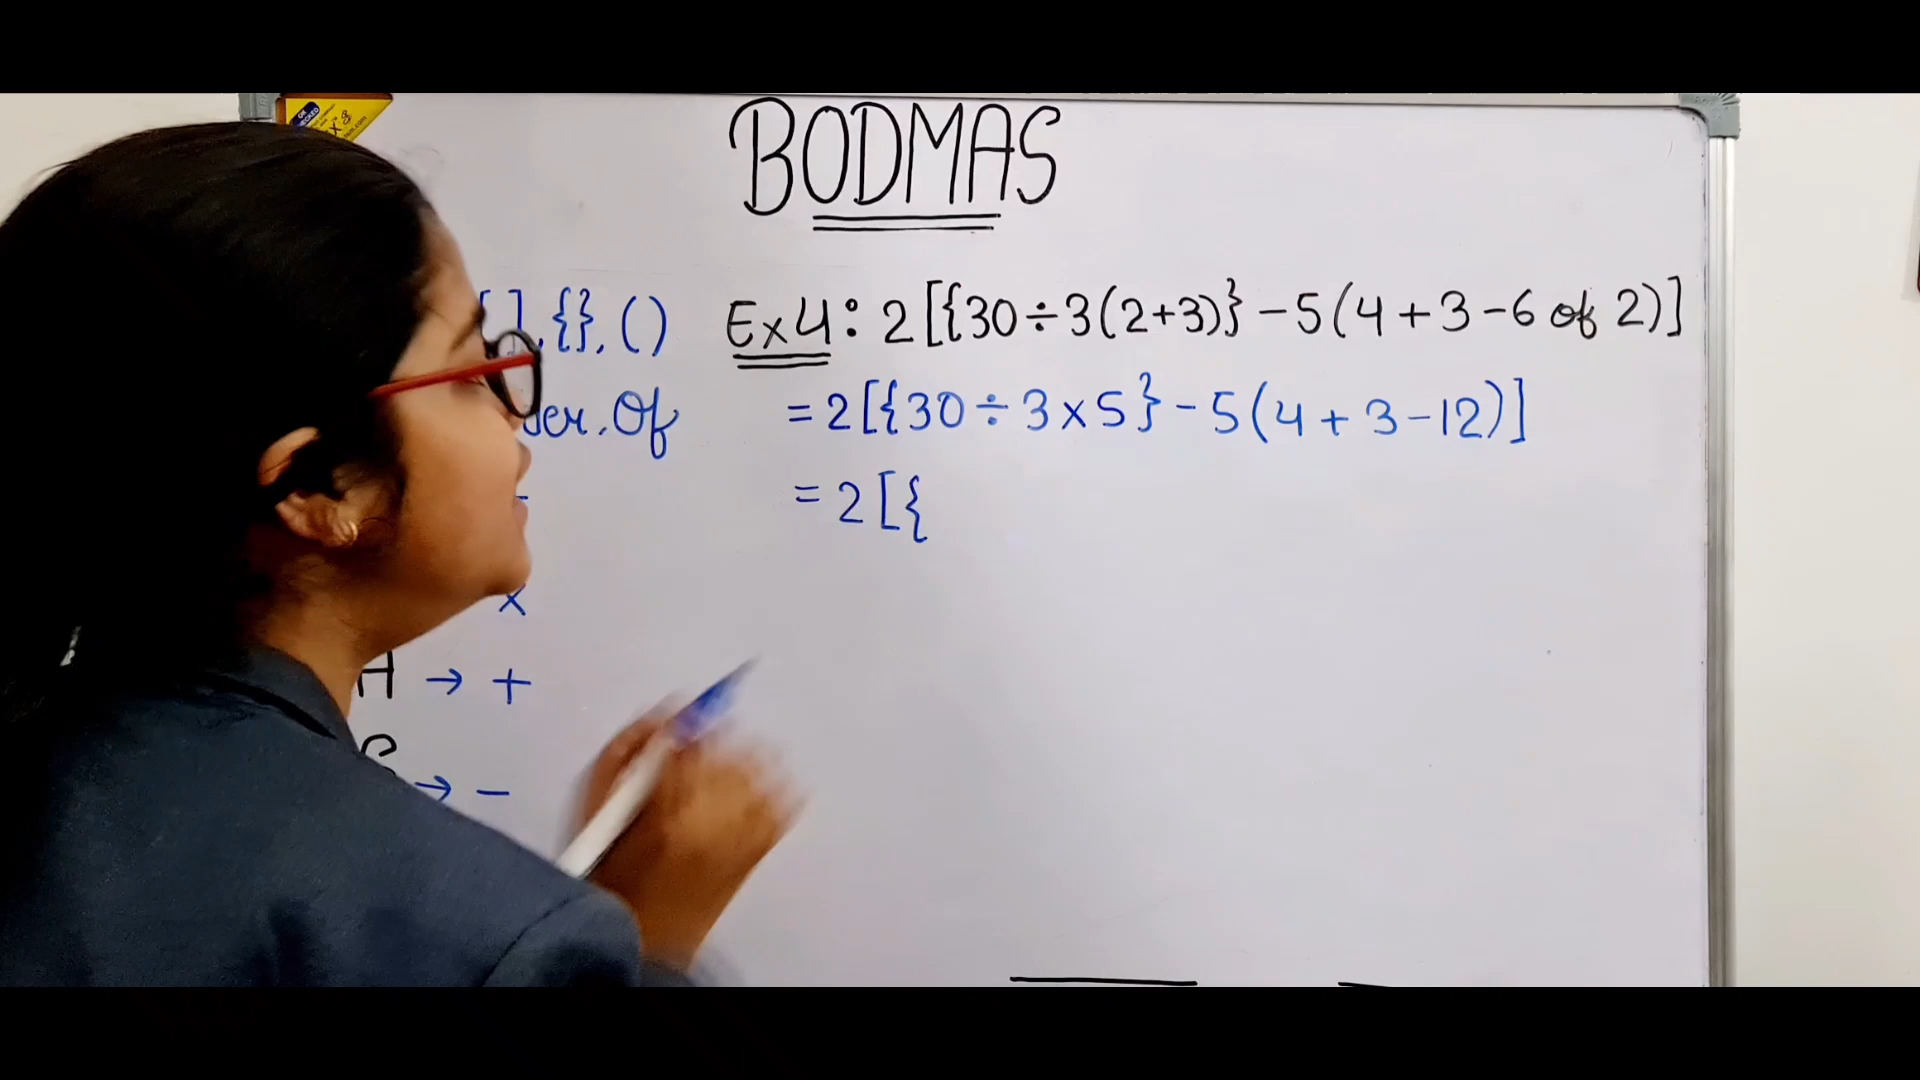 BODMAS
[ ], { }, ( )
Ex4: 2[{30÷3(2+3)}-5(4+3-6 of 2)]
der, Of
=2[{30÷3×5}-5(4+3-12)]
=2[{
×
A → +
S → -